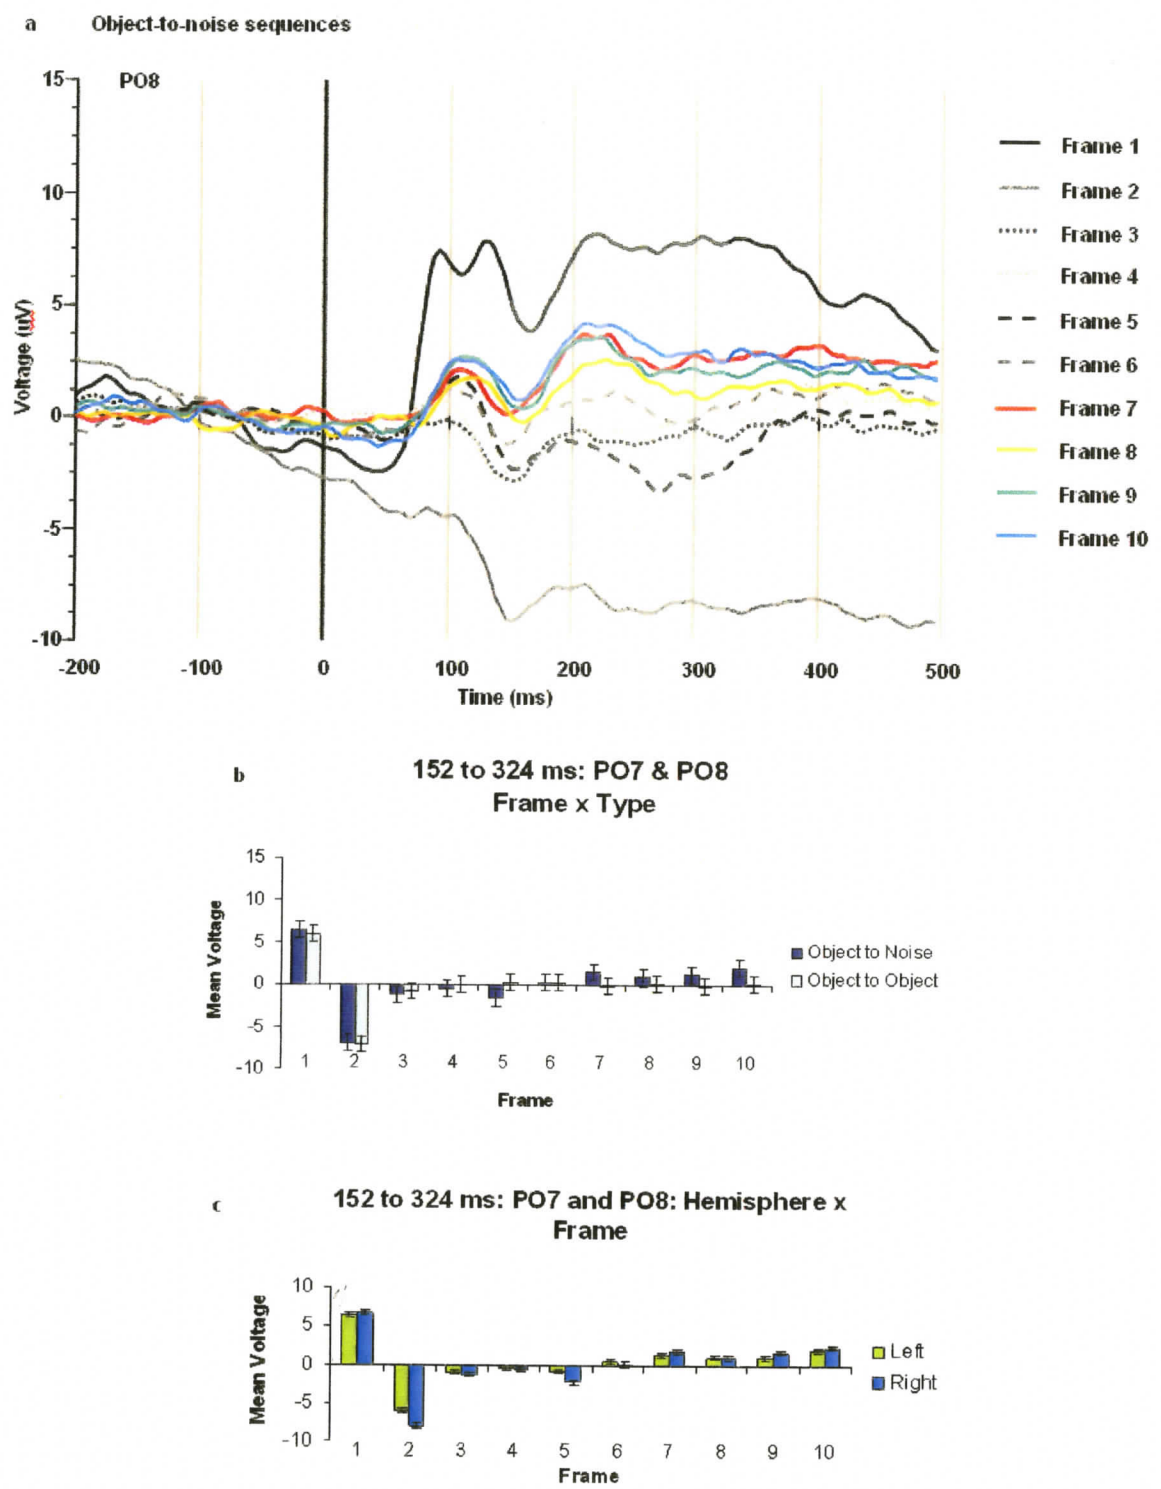 a Object-to-noise sequences
PO8
15
10
5
0
-5
-10
Voltage (uV)
-200 -100 0 100 200 300 400 500
Time (ms)
Frame 1
Frame 2
Frame 3
Frame 4
Frame 5
Frame 6
Frame 7
Frame 8
Frame 9
Frame 10
b 152 to 324 ms: PO7 & PO8
Frame x Type
15
10
5
0
-5
-10
Mean Voltage
1 2 3 4 5 6 7 8 9 10
Frame
Object to Noise
Object to Object
c 152 to 324 ms: PO7 and PO8: Hemisphere x
Frame
10
5
0
-5
-10
Mean Voltage
1 2 3 4 5 6 7 8 9 10
Frame
Left
Right